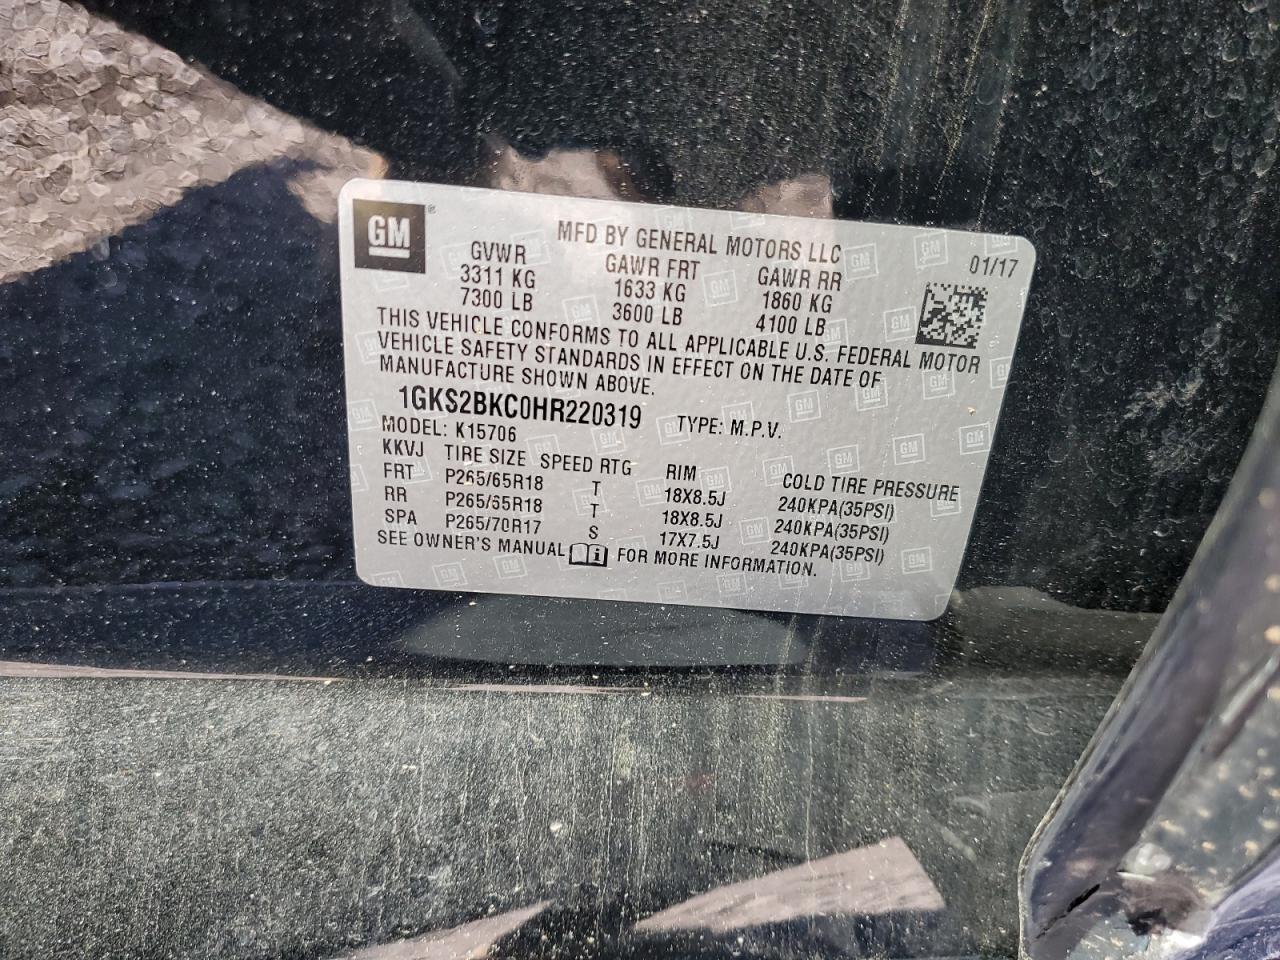 GM®
MFD BY GENERAL MOTORS LLC
GVWR GAWR FRT GAWR RR 01/17
3311 KG 1633 KG 1860 KG
7300 LB 3600 LB 4100 LB
THIS VEHICLE CONFORMS TO ALL APPLICABLE U.S. FEDERAL MOTOR
VEHICLE SAFETY STANDARDS IN EFFECT ON THE DATE OF
MANUFACTURE SHOWN ABOVE.
1GKS2BKC0HR220319 TYPE: M.P.V.
MODEL: K15706
KKVJ TIRE SIZE SPEED RTG RIM COLD TIRE PRESSURE
FRT P265/65R18 T 18X8.5J 240KPA(35PSI)
RR P265/65R18 T 18X8.5J 240KPA(35PSI)
SPA P265/70R17 S 17X7.5J 240KPA(35PSI)
SEE OWNER'S MANUAL i FOR MORE INFORMATION.